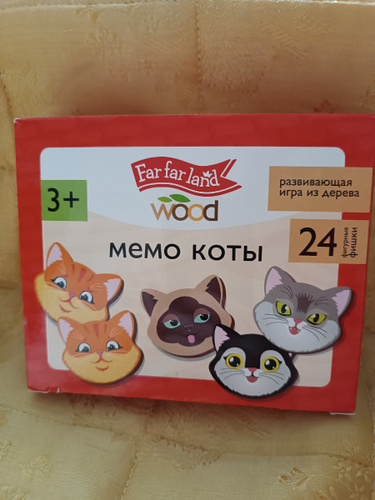 Far far land
wood
3+
развивающая
игра из дерева
мемо коты
24
фигурные
фишки